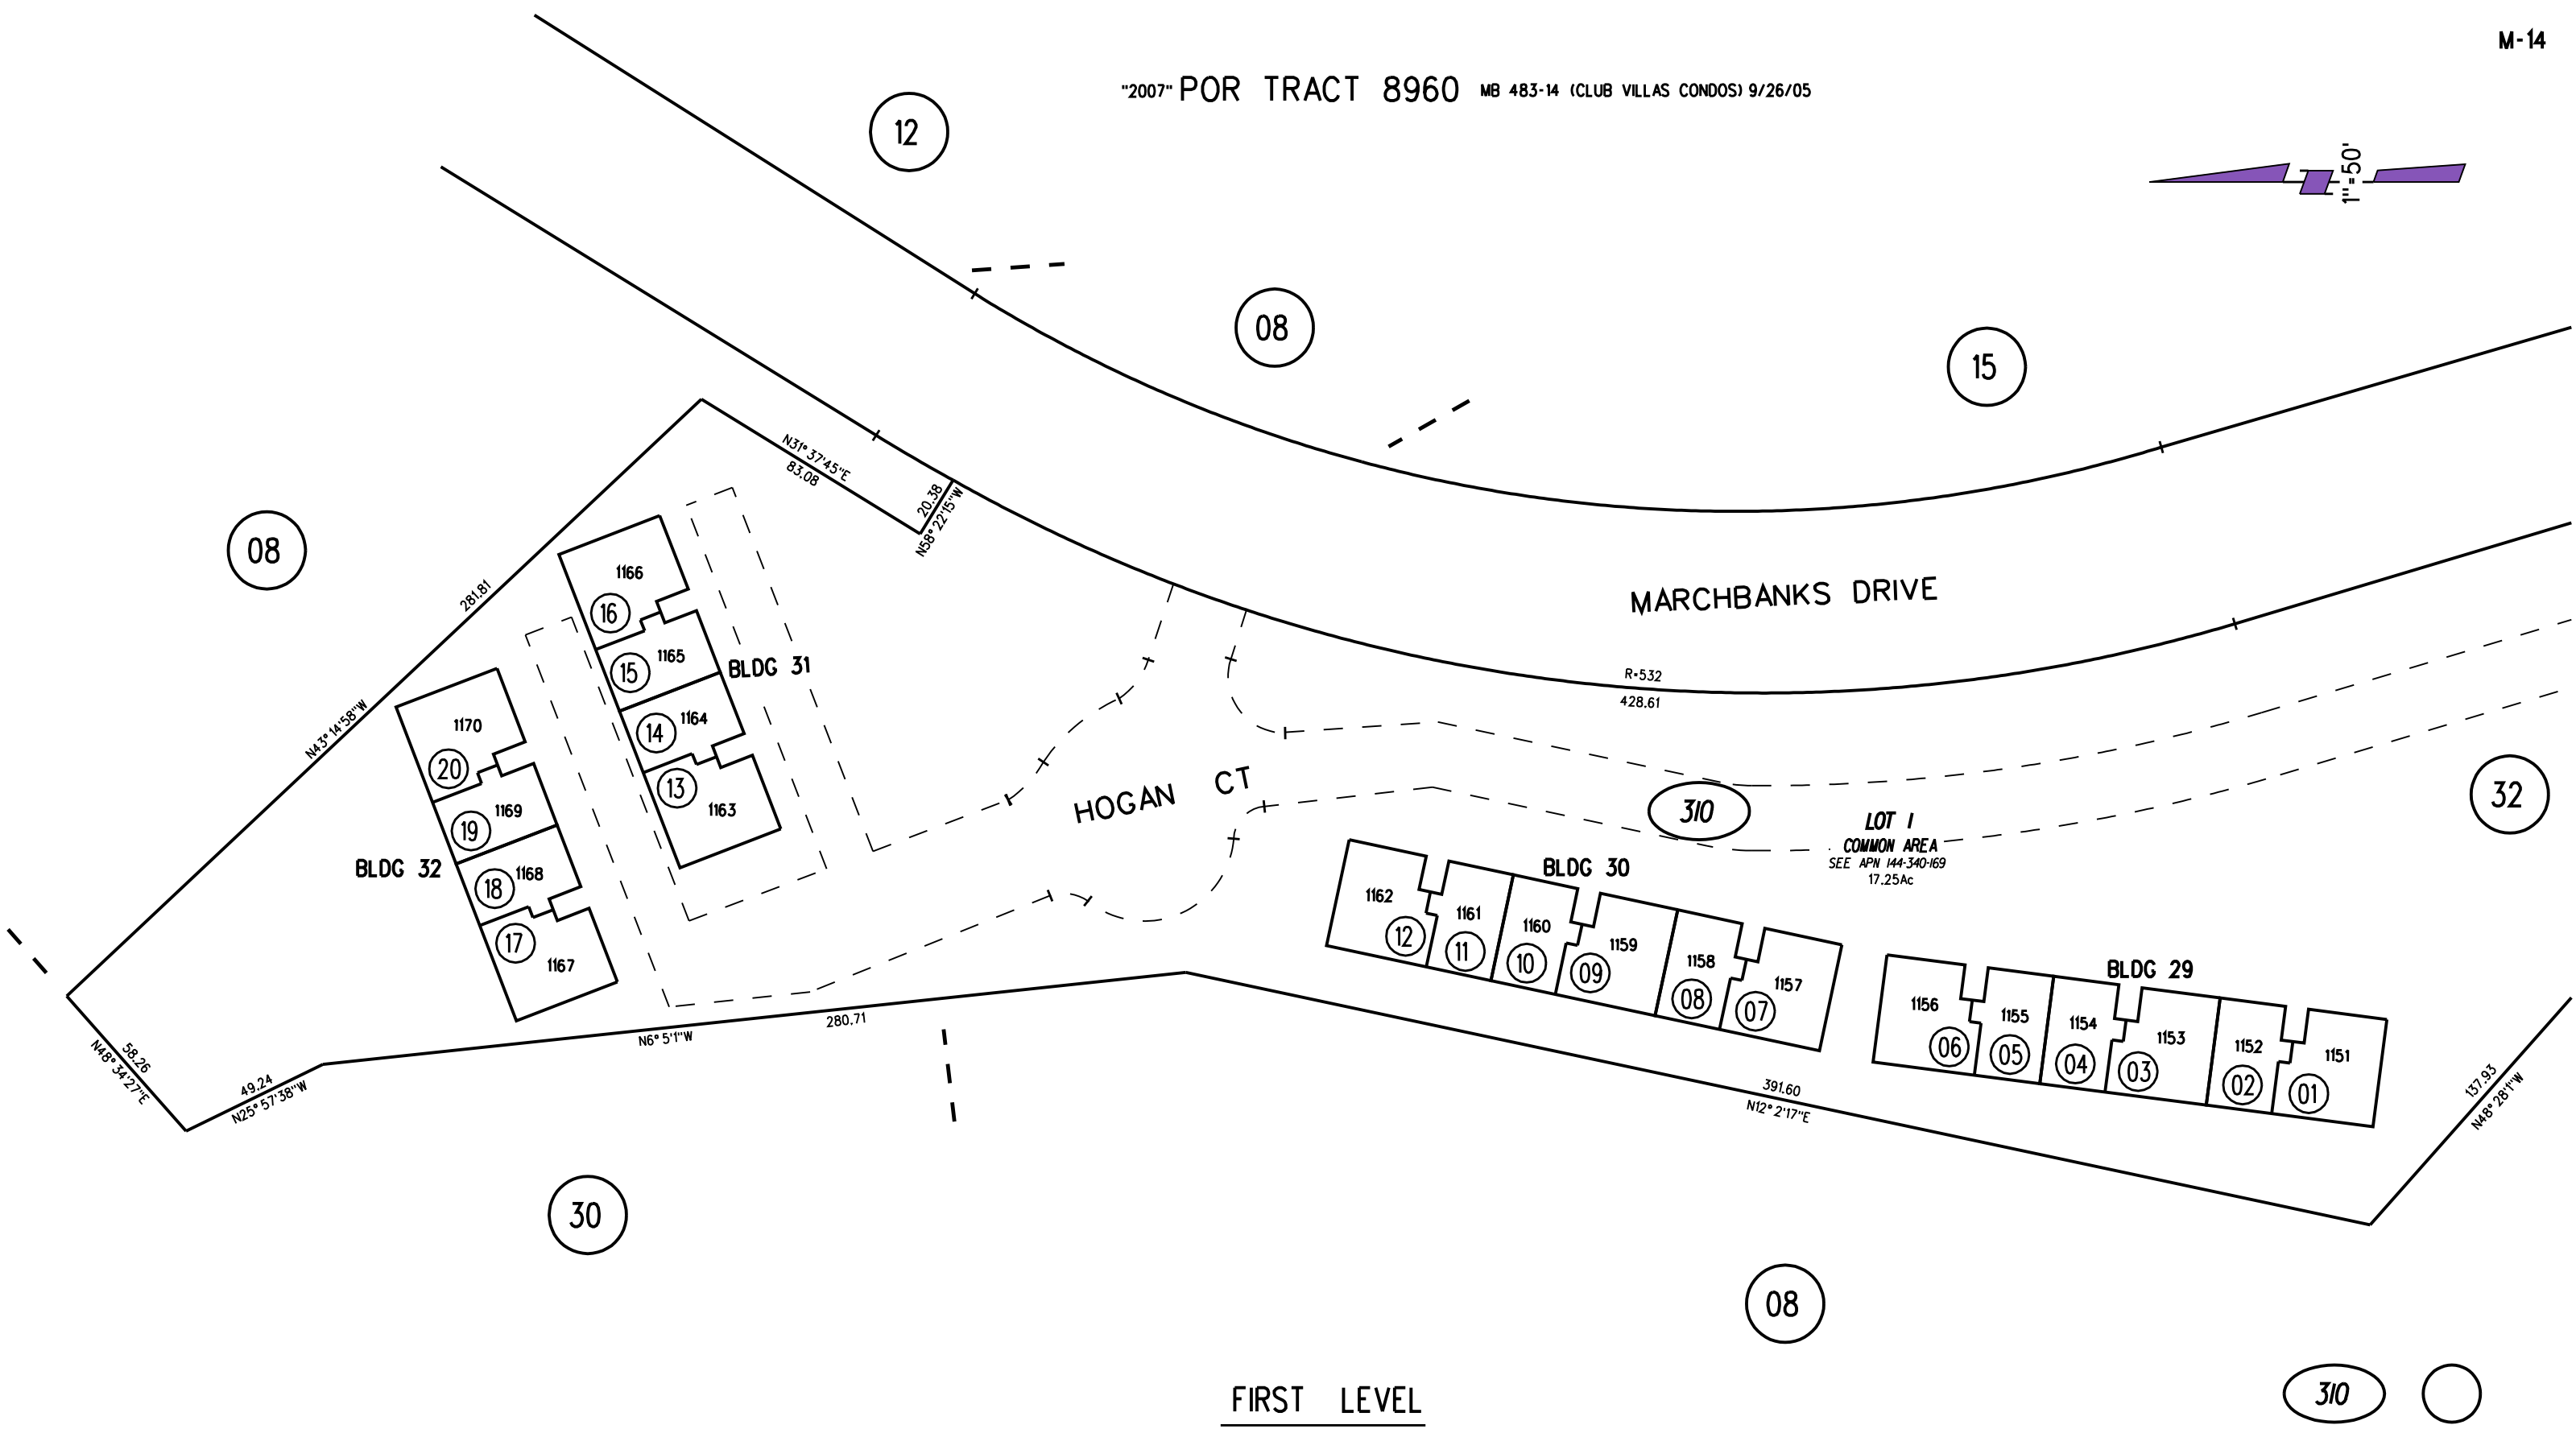 M-14
"2007" POR TRACT 8960 MB 483-14 (CLUB VILLAS CONDOS) 9/26/05
12
1"=50'
08
15
N31° 37'45"E
83.08
20.38
N58° 22'15"W
08
281.81
N43° 14'58"W
1166
16
1165
15
BLDG 31
1164
14
1163
13
MARCHBANKS DRIVE
R=532
428.61
1170
20
1169
19
BLDG 32
1168
18
17
1167
HOGAN CT
310
LOT 1
COMMON AREA
SEE APN 144-340-169
17.25Ac
32
BLDG 30
1162
12
1161
11
1160
10
1159
09
1158
08
1157
07
BLDG 29
1156
06
1155
05
1154
04
1153
03
1152
02
1151
01
58.26
N48° 34'27"E
49.24
N25° 57'38"W
280.71
N6° 5'1"W
391.60
N12° 2'17"E
137.93
N48° 28'1"W
30
08
FIRST LEVEL
310